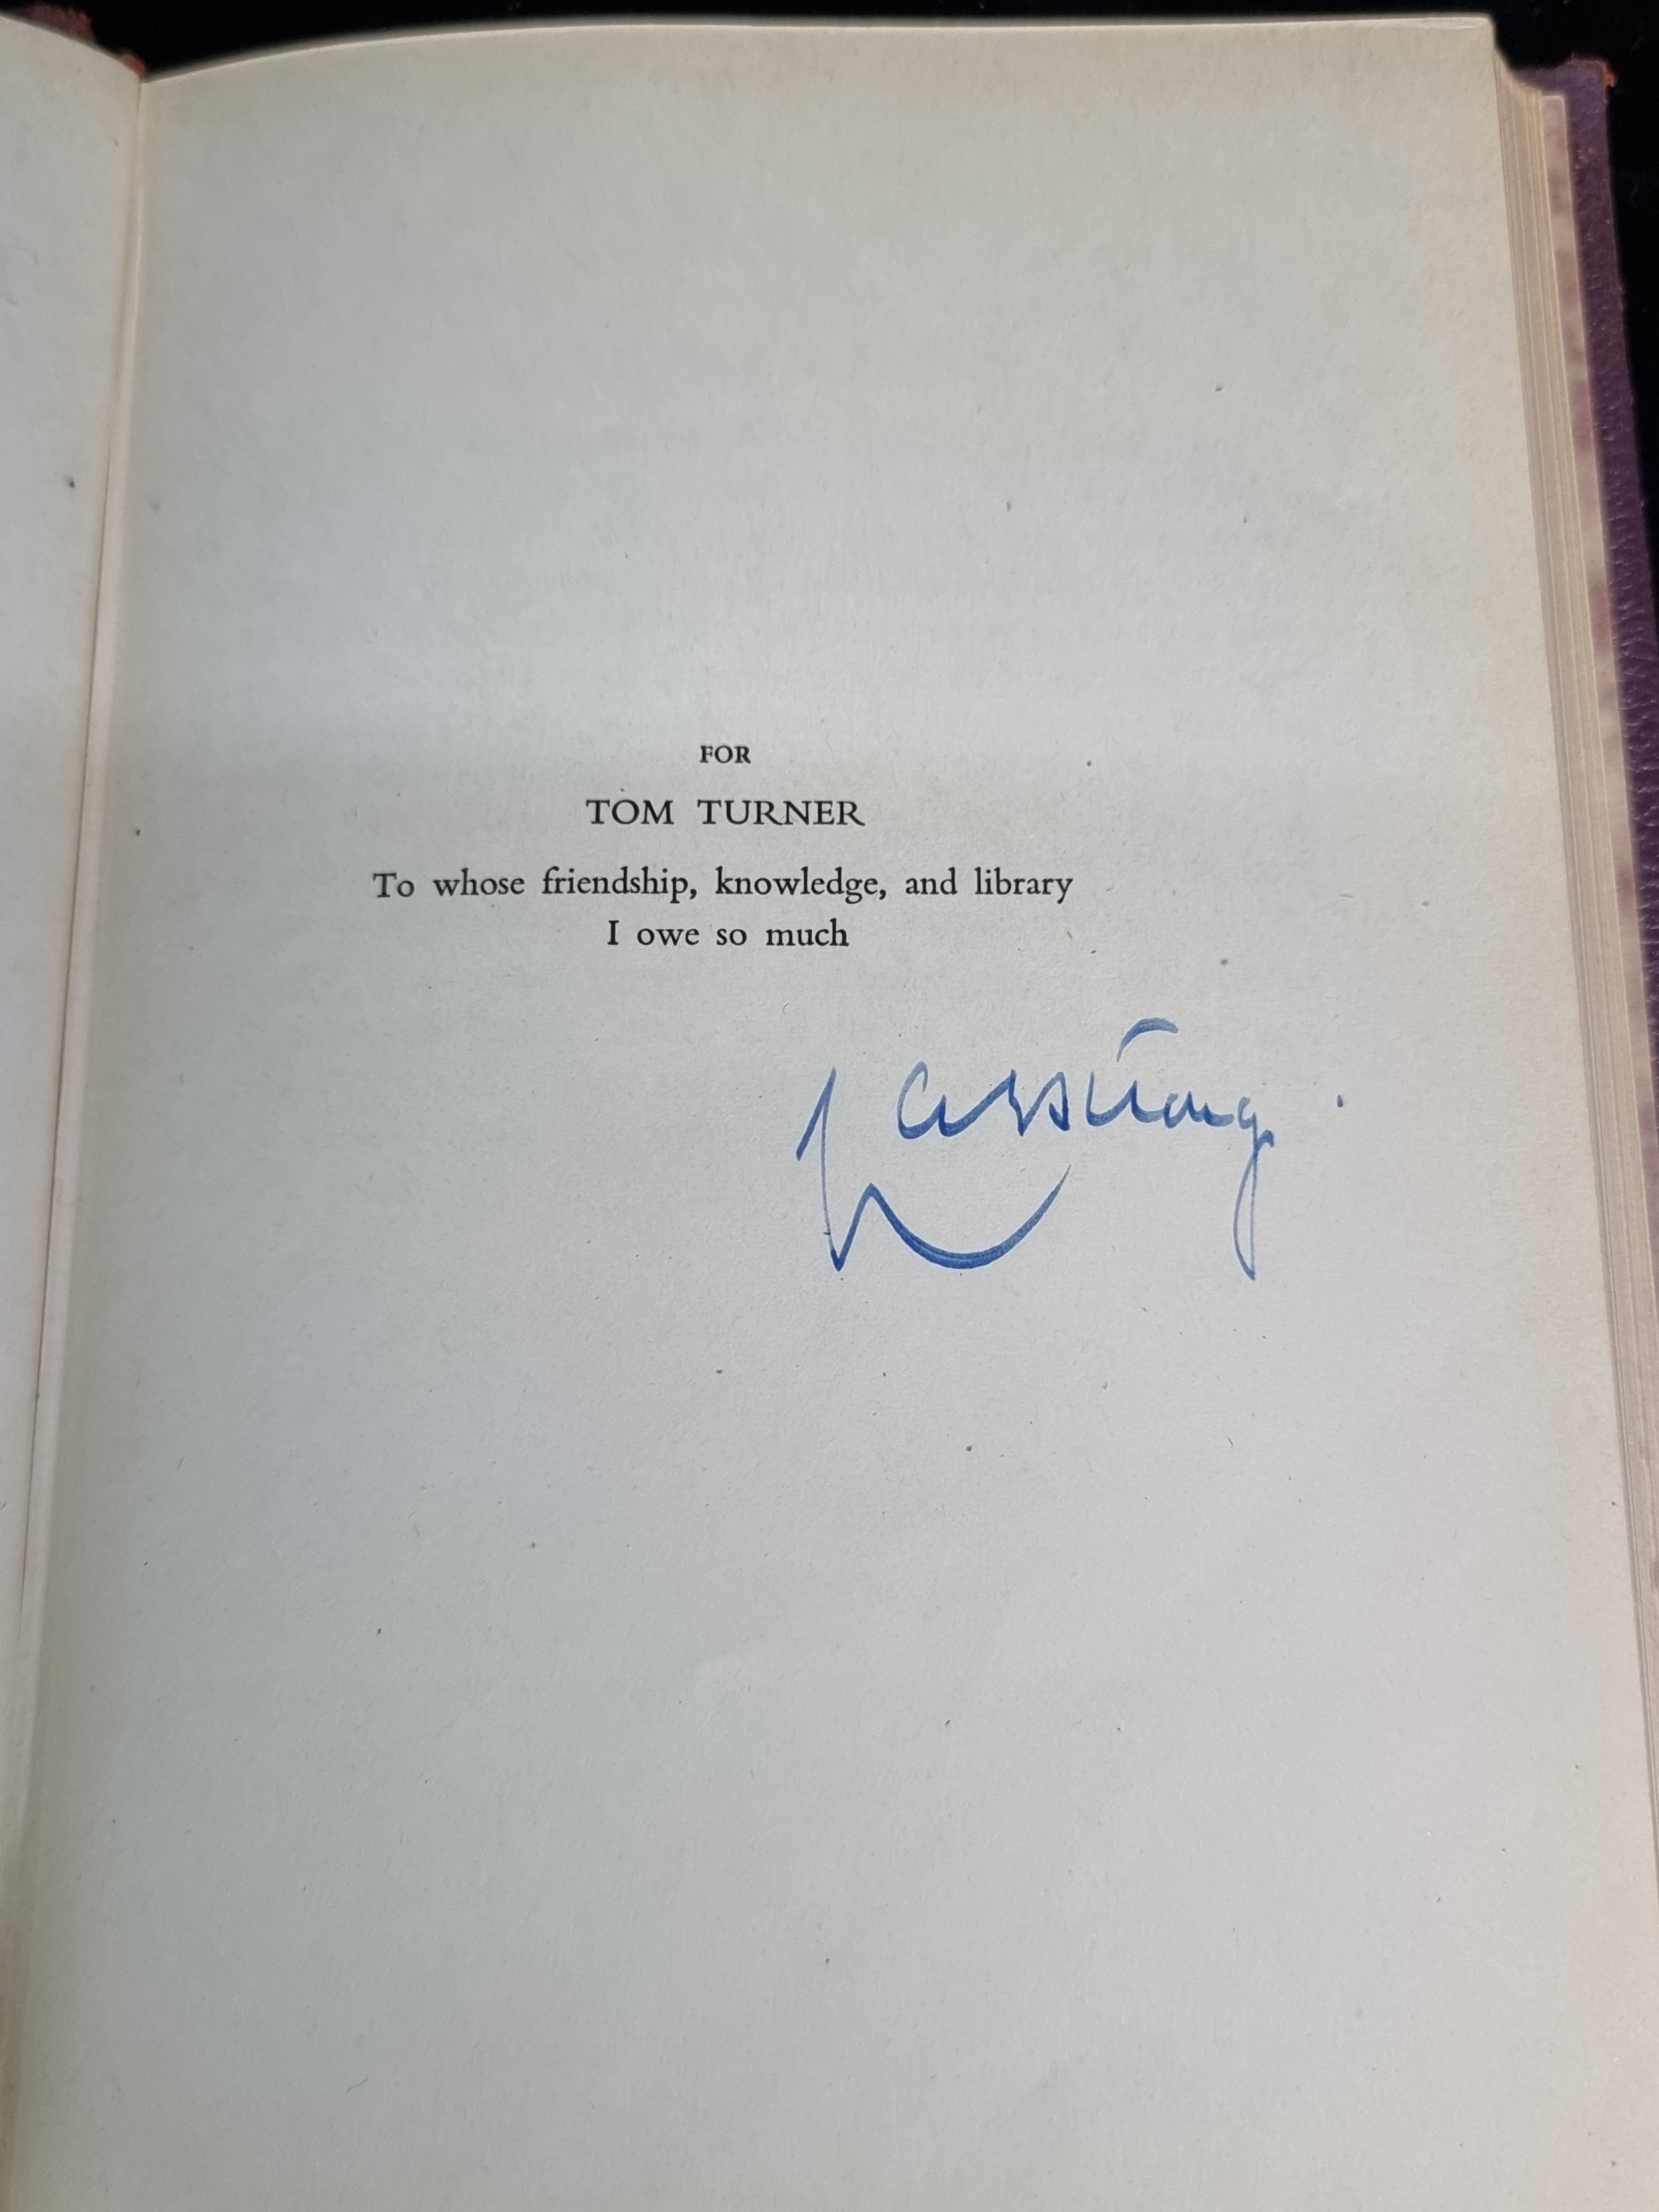 FOR
TOM TURNER
To whose friendship, knowledge, and library
I owe so much